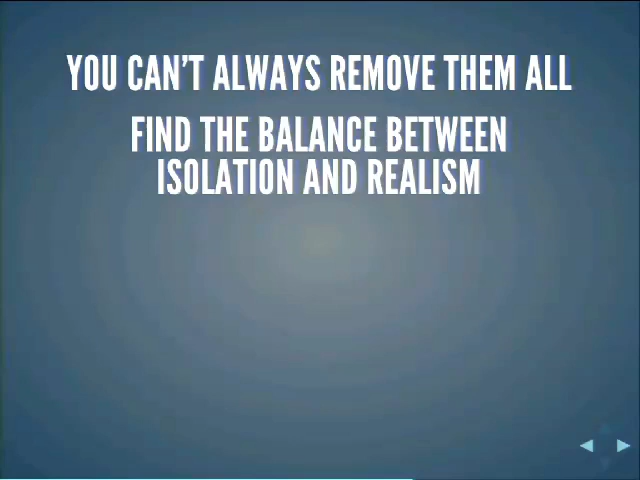 YOU CAN'T ALWAYS REMOVE THEM ALL
FIND THE BALANCE BETWEEN
ISOLATION AND REALISM